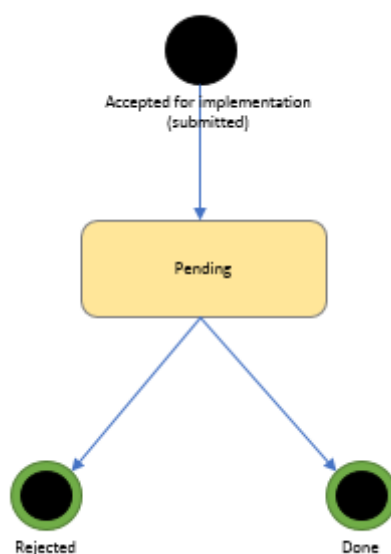 Accepted for implementation
(submitted)
Pending
Rejected
Done